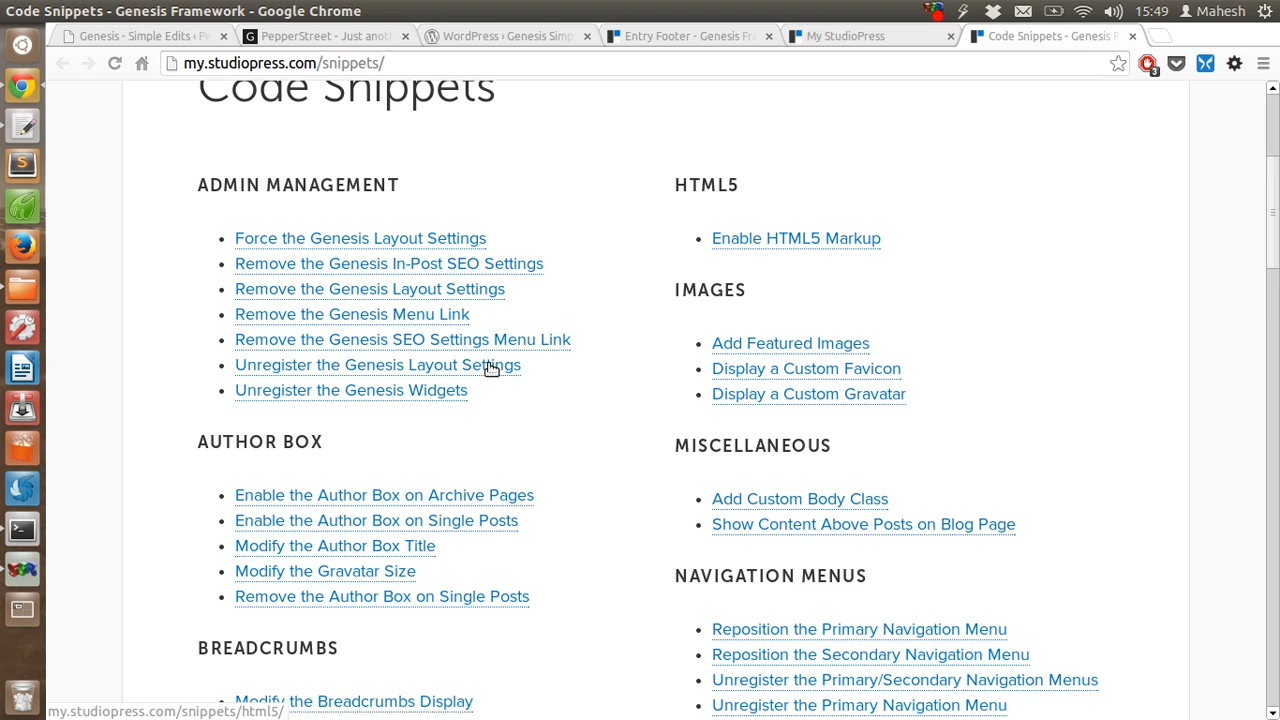 Code Snippets - Genesis Framework - Google Chrome
15:49
Mahesh
Genesis - Simple Edits ‹ Pe
PepperStreet - Just anot
WordPress › Genesis Simp
Entry Footer - Genesis Fra
My StudioPress
Code Snippets - Genesis F
my.studiopress.com/snippets/
3
Code Snippets
ADMIN MANAGEMENT
Force the Genesis Layout Settings
Remove the Genesis In-Post SEO Settings
Remove the Genesis Layout Settings
Remove the Genesis Menu Link
Remove the Genesis SEO Settings Menu Link
Unregister the Genesis Layout Settings
Unregister the Genesis Widgets
AUTHOR BOX
Enable the Author Box on Archive Pages
Enable the Author Box on Single Posts
Modify the Author Box Title
Modify the Gravatar Size
Remove the Author Box on Single Posts
BREADCRUMBS
Modify the Breadcrumbs Display
HTML5
Enable HTML5 Markup
IMAGES
Add Featured Images
Display a Custom Favicon
Display a Custom Gravatar
MISCELLANEOUS
Add Custom Body Class
Show Content Above Posts on Blog Page
NAVIGATION MENUS
Reposition the Primary Navigation Menu
Reposition the Secondary Navigation Menu
Unregister the Primary/Secondary Navigation Menus
Unregister the Primary Navigation Menu
my.studiopress.com/snippets/html5/